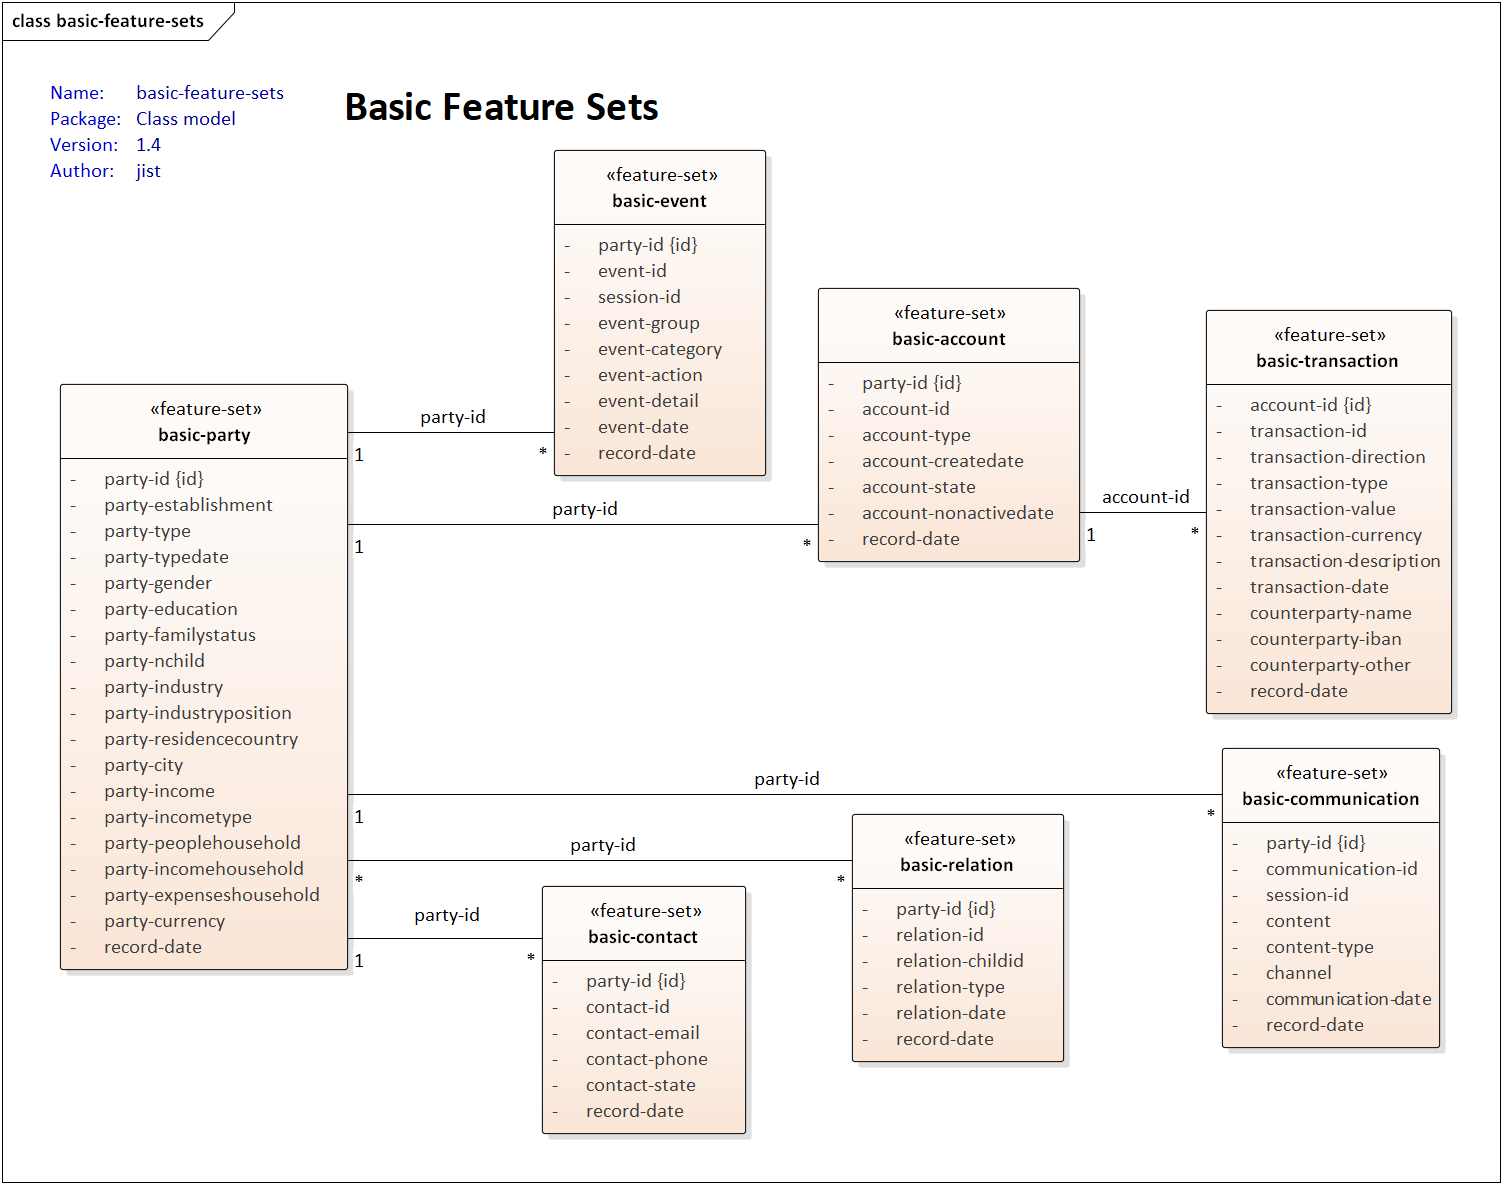 class basic-feature-sets
Name: basic-feature-sets
Package: Class model
Version: 1.4
Author: jist
Basic Feature Sets
«feature-set»
basic-event
- party-id {id}
- event-id
- session-id
- event-group
- event-category
- event-action
- event-detail
- event-date
- record-date
«feature-set»
basic-account
- party-id {id}
- account-id
- account-type
- account-createdate
- account-state
- account-nonactivedate
- record-date
«feature-set»
basic-transaction
- account-id {id}
- transaction-id
- transaction-direction
- transaction-type
- transaction-value
- transaction-currency
- transaction-description
- transaction-date
- counterparty-name
- counterparty-iban
- counterparty-other
- record-date
«feature-set»
basic-party
- party-id {id}
- party-establishment
- party-type
- party-typedate
- party-gender
- party-education
- party-familystatus
- party-nchild
- party-industry
- party-industryposition
- party-residencecountry
- party-city
- party-income
- party-incometype
- party-peoplehousehold
- party-incomehousehold
- party-expenseshousehold
- party-currency
- record-date
party-id
1 *
party-id
1 *
account-id
1 *
party-id
1 *
party-id
* *
party-id
1 *
«feature-set»
basic-communication
- party-id {id}
- communication-id
- session-id
- content
- content-type
- channel
- communication-date
- record-date
«feature-set»
basic-relation
- party-id {id}
- relation-id
- relation-childid
- relation-type
- relation-date
- record-date
«feature-set»
basic-contact
- party-id {id}
- contact-id
- contact-email
- contact-phone
- contact-state
- record-date